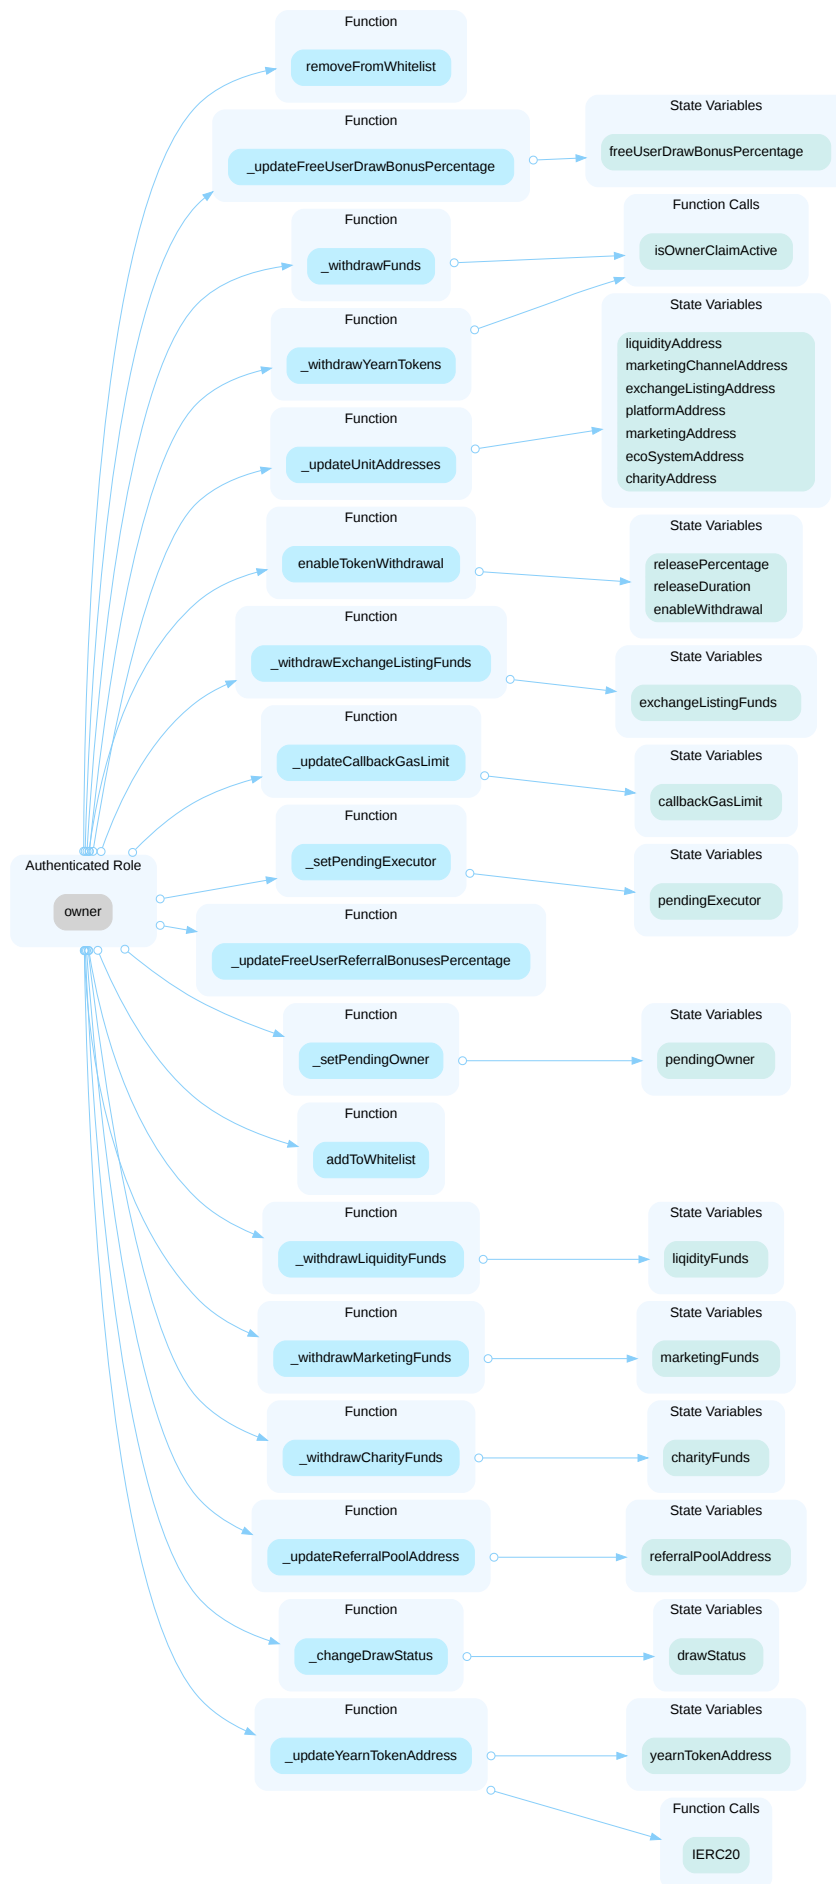 Function
removeFromWhitelist
Function
_updateFreeUserDrawBonusPercentage
State Variables
freeUserDrawBonusPercentage
Function
_withdrawFunds
Function Calls
isOwnerClaimActive
Function
_withdrawYearnTokens
State Variables
liquidityAddress
marketingChannelAddress
exchangeListingAddress
platformAddress
marketingAddress
ecoSystemAddress
charityAddress
Function
_updateUnitAddresses
Function
enableTokenWithdrawal
State Variables
releasePercentage
releaseDuration
enableWithdrawal
Function
_withdrawExchangeListingFunds
State Variables
exchangeListingFunds
Function
_updateCallbackGasLimit
State Variables
callbackGasLimit
Function
_setPendingExecutor
State Variables
pendingExecutor
Authenticated Role
owner
Function
_updateFreeUserReferralBonusesPercentage
Function
_setPendingOwner
State Variables
pendingOwner
Function
addToWhitelist
Function
_withdrawLiquidityFunds
State Variables
liqidityFunds
Function
_withdrawMarketingFunds
State Variables
marketingFunds
Function
_withdrawCharityFunds
State Variables
charityFunds
Function
_updateReferralPoolAddress
State Variables
referralPoolAddress
Function
_changeDrawStatus
State Variables
drawStatus
Function
_updateYearnTokenAddress
State Variables
yearnTokenAddress
Function Calls
IERC20